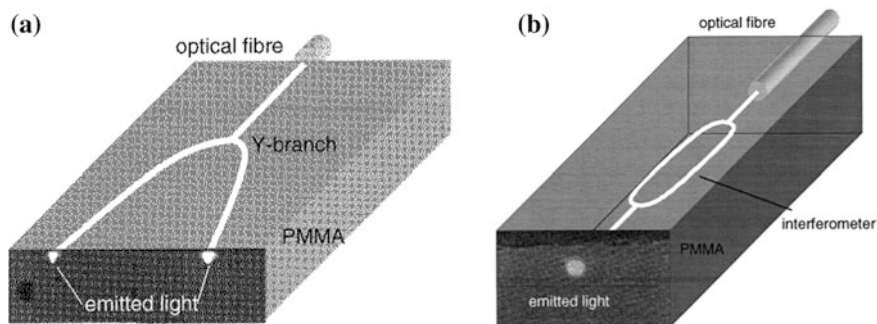 (a)
optical fibre
Y-branch
PMMA
emitted light
(b)
optical fibre
interferometer
PMMA
emitted light